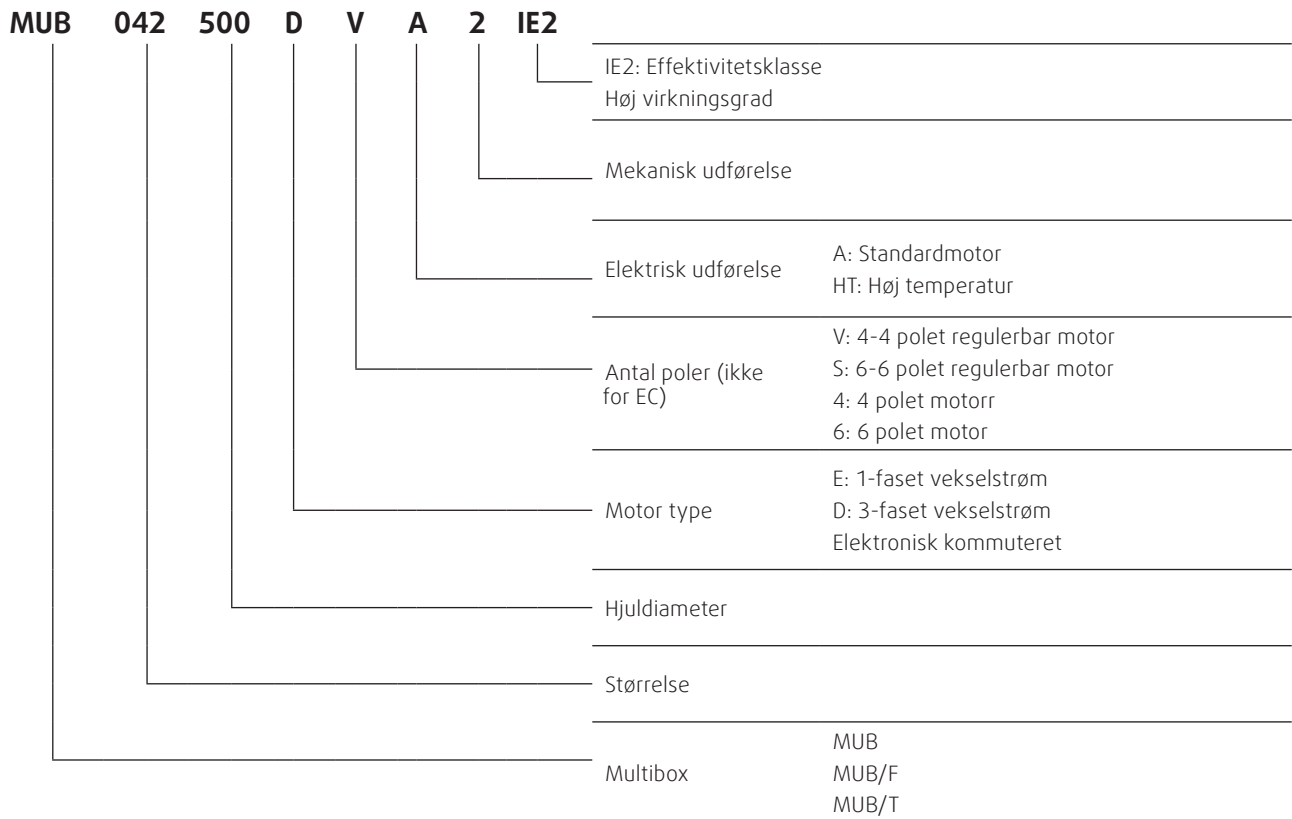 MUB 042 500 D V A 2 IE2
IE2: Effektivitetsklasse
Høj virkningsgrad
Mekanisk udførelse
Elektrisk udførelse
A: Standardmotor
HT: Høj temperatur
Antal poler (ikke
for EC)
V: 4-4 polet regulerbar motor
S: 6-6 polet regulerbar motor
4: 4 polet motorr
6: 6 polet motor
Motor type
E: 1-faset vekselstrøm
D: 3-faset vekselstrøm
Elektronisk kommuteret
Hjuldiameter
Størrelse
Multibox
MUB
MUB/F
MUB/T